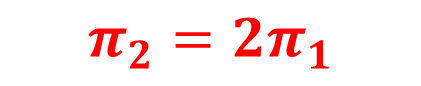 π₂ = 2π₁